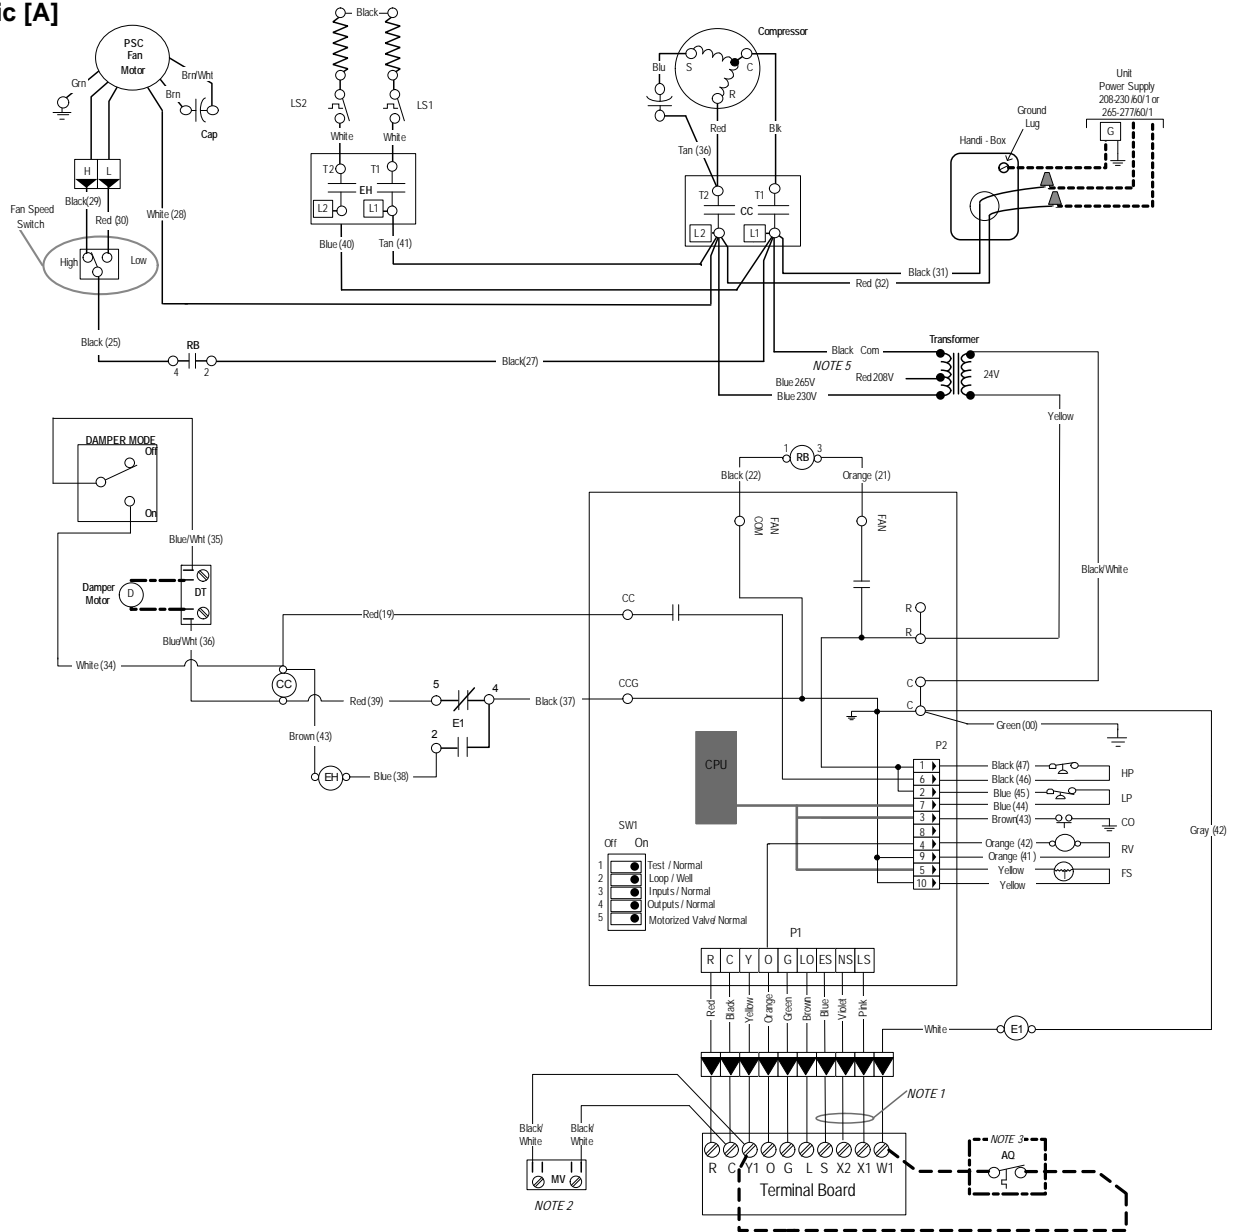 ic [A]
PSC
Fan
Motor
Grn
Brn/Wht
Brn
Cap
H L
Black(29)
Red (30)
White (28)
Fan Speed
Switch
High
Low
Black (25)
RB
4 2
Black(27)
Black
LS2
LS1
White
White
T2 T1
EH
L2 L1
Blue (40)
Tan (41)
Compressor
Blu
S
C
R
Red
Blk
Tan (36)
T2
T1
CC
L2
L1
Unit
Power Supply
208-230/60/1 or
265-277/60/1
Ground
Lug
G
Handi - Box
Black (31)
Red (32)
Transformer
Black Com
NOTE 5
Red 208V
24V
Blue 265V
Blue 230V
Yellow
DAMPER MODE
Off
On
Blue/Wht (35)
Damper
Motor
D
DT
Blue/Wht (36)
White (34)
Red(19)
CC
Red (39)
Brown (43)
EH
Blue (38)
5
4
E1
2
Black (37)
1
RB
3
Black (22)
Orange (21)
FAN
COM
FAN
CC
CCG
R
R
C
C
Black/White
Green (00)
CPU
P2
1
6
2
7
3
8
4
9
5
10
Black (47)
Black (46)
HP
Blue (45)
Blue (44)
LP
Brown(43)
CO
Orange (42)
Orange (41)
RV
Yellow
Yellow
FS
Gray (42)
SW1
Off On
1 Test / Normal
2 Loop / Well
3 Inputs / Normal
4 Outputs / Normal
5 Motorized Valve/ Normal
P1
R C Y O G LO ES NS LS
Red
Black
Yellow
Orange
Green
Brown
Blue
Violet
Pink
White
E1
NOTE 1
Black/
White
Black/
White
MV
NOTE 2
R C Y1 O G L S X2 X1 W1
Terminal Board
NOTE 3
AQ